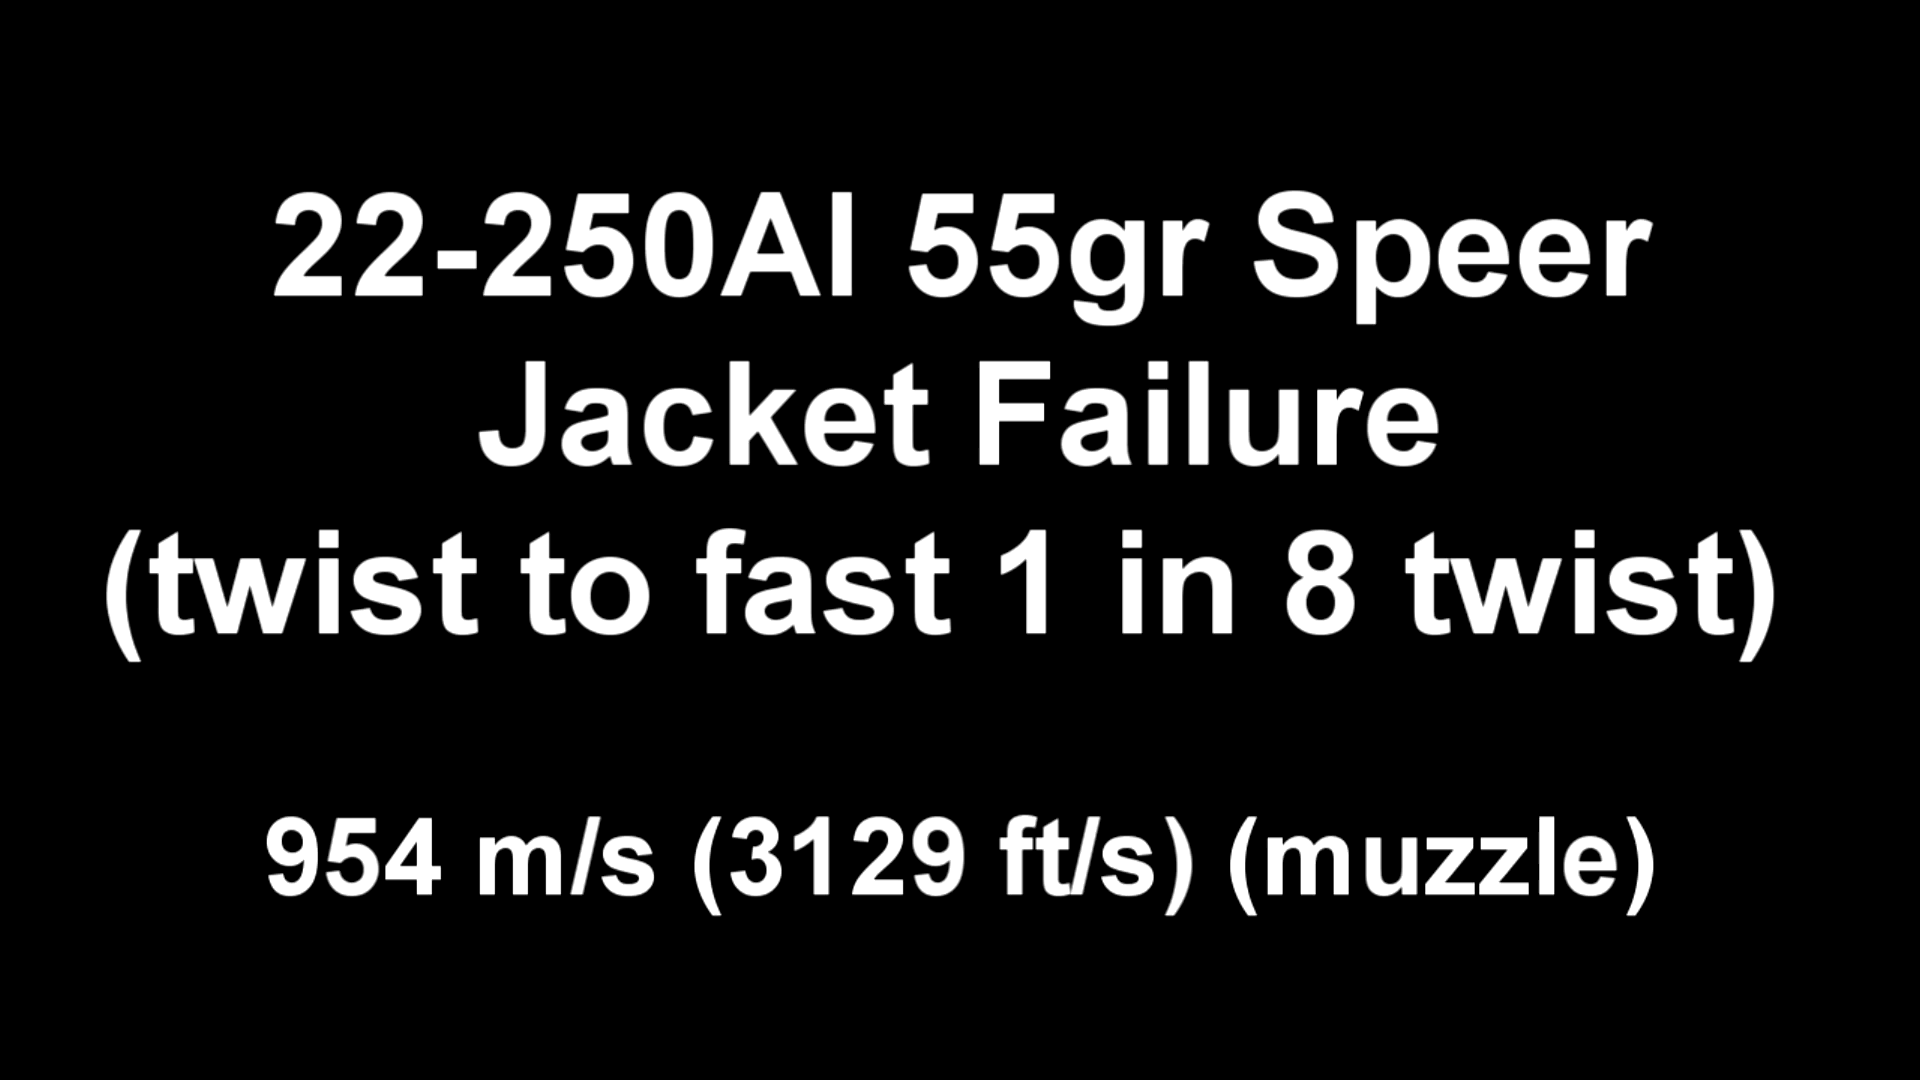 22-250AI 55gr Speer
Jacket Failure
(twist to fast 1 in 8 twist)
954 m/s (3129 ft/s) (muzzle)